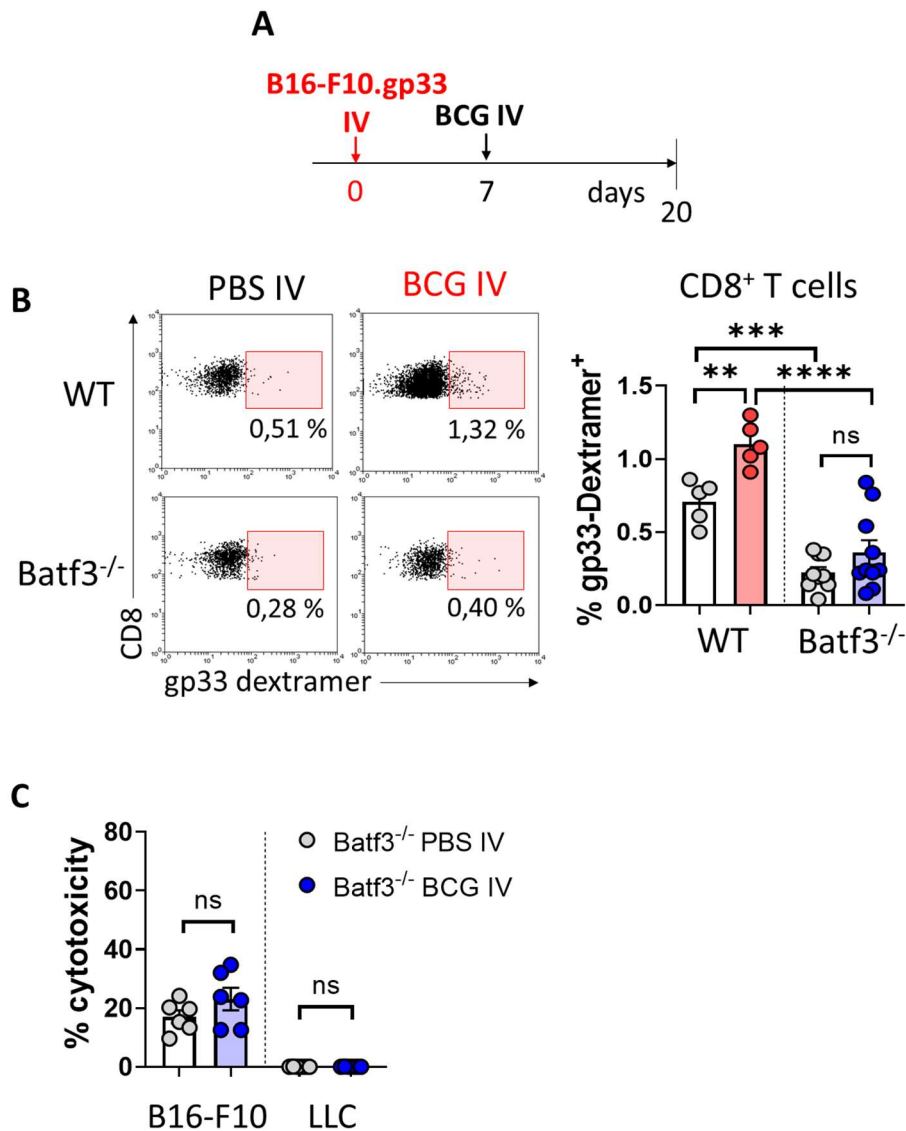 A
B16-F10.gp33
IV
BCG IV
0
7
days
20
B
PBS IV
BCG IV
CD8⁺ T cells
WT
0,51 %
1,32 %
Batf3⁻/⁻
0,28 %
0,40 %
CD8
gp33 dextramer
% gp33-Dextramer⁺
1.5
1.0
0.5
0.0
***
**
****
ns
WT
Batf3⁻/⁻
C
% cytotoxicity
80
60
40
20
0
ns
ns
Batf3⁻/⁻ PBS IV
Batf3⁻/⁻ BCG IV
B16-F10
LLC